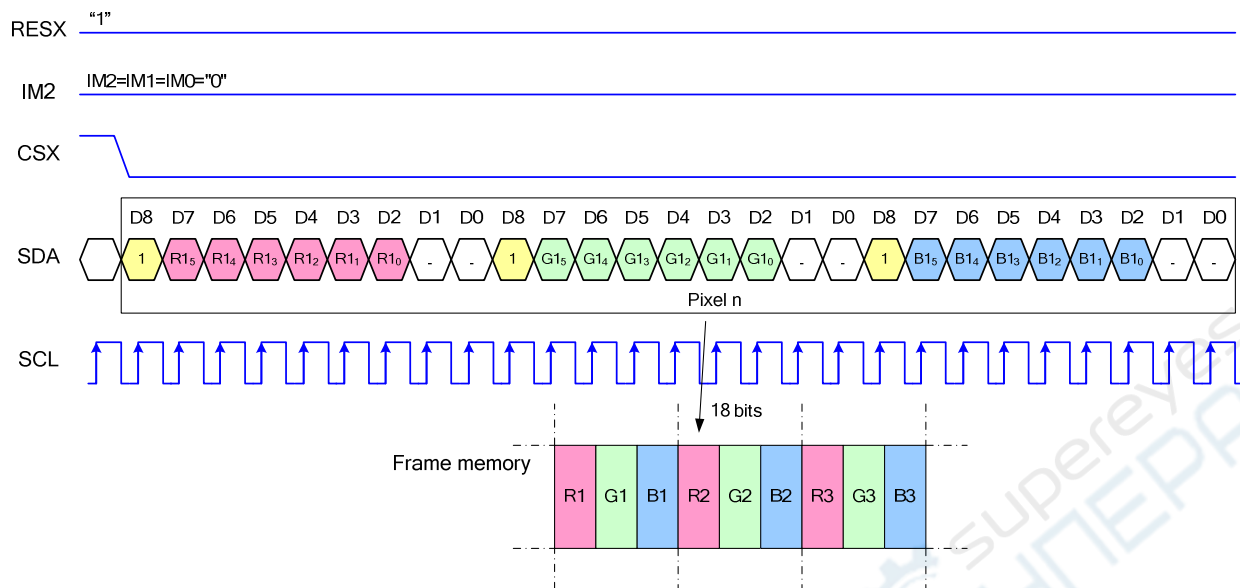 RESX "1"
IM2 IM2=IM1=IM0="0"
CSX
D8 D7 D6 D5 D4 D3 D2 D1 D0 D8 D7 D6 D5 D4 D3 D2 D1 D0 D8 D7 D6 D5 D4 D3 D2 D1 D0
SDA 1 R1₅ R1₄ R1₃ R1₂ R1₁ R1₀ - - 1 G1₅ G1₄ G1₃ G1₂ G1₁ G1₀ - - 1 B1₅ B1₄ B1₃ B1₂ B1₁ B1₀ - -
Pixel n
SCL
18 bits
Frame memory
R1 G1 B1 R2 G2 B2 R3 G3 B3
supereyes